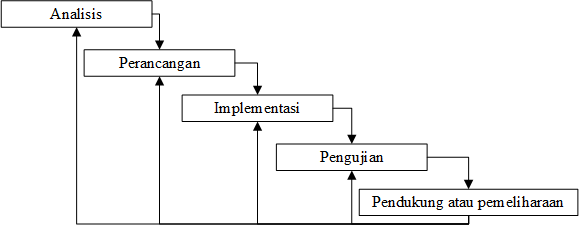 Analisis
Perancangan
Implementasi
Pengujian
Pendukung atau pemeliharaan